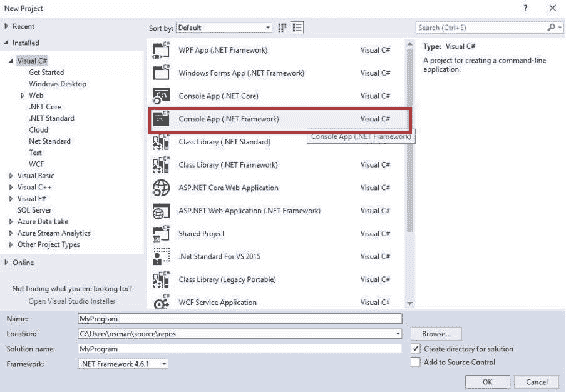 New Project
Recent
Installed
Visual C#
Get Started
Windows Desktop
Web
.NET Core
.NET Standard
Cloud
Net Standard
Test
WCF
Visual Basic
Visual C++
Visual F#
SQL Server
Azure Data Lake
Azure Stream Analytics
Other Project Types
Online
Not finding what you are looking for?
Open Visual Studio Installer
Sort by: Default
WPF App (.NET Framework) Visual C#
Windows Forms App (.NET Framework) Visual C#
Console App (.NET Core) Visual C#
Console App (.NET Framework) Visual C#
Console App (.NET Framework)
Class Library (.NET Standard)
Class Library (.NET Framework) Visual C#
ASP.NET Core Web Application Visual C#
ASP.NET Web Application (.NET Framework) Visual C#
Shared Project Visual C#
.Net Standard For VS 2015 Visual C#
Class Library (Legacy Portable) Visual C#
WCF Service Application Visual C#
Search (Ctrl+E)
Type: Visual C#
A project for creating a command-line
application.
Name: MyProgram
Location: C:\Users\osman\source\repos
Browse...
Solution name: MyProgram
Create directory for solution
Framework: .NET Framework 4.6.1
Add to Source Control
OK
Cancel